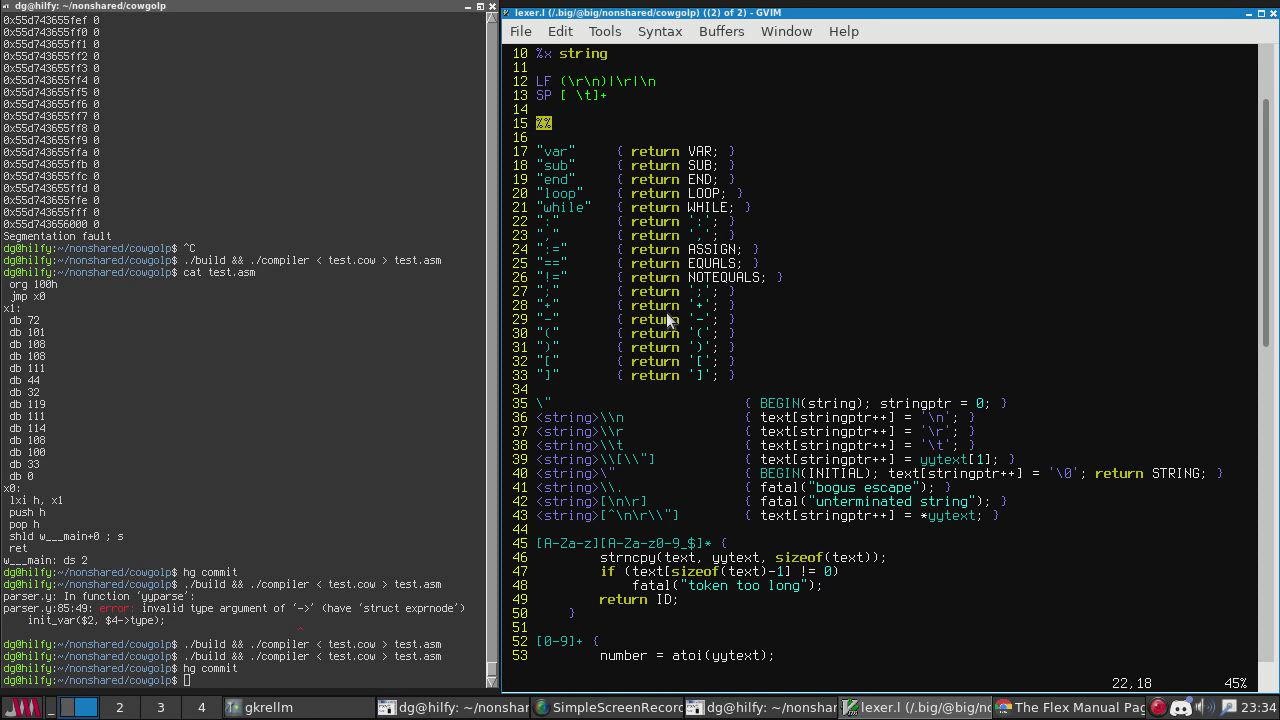 dg@hilfy: ~/nonshared/cowgolp
0x55d743655fef 0
0x55d743655ff0 0
0x55d743655ff1 0
0x55d743655ff2 0
0x55d743655ff3 0
0x55d743655ff4 0
0x55d743655ff5 0
0x55d743655ff6 0
0x55d743655ff7 0
0x55d743655ff8 0
0x55d743655ff9 0
0x55d743655ffa 0
0x55d743655ffb 0
0x55d743655ffc 0
0x55d743655ffd 0
0x55d743655ffe 0
0x55d743655fff 0
0x55d743656000 0
Segmentation fault
dg@hilfy:~/nonshared/cowgolp$ ^C
dg@hilfy:~/nonshared/cowgolp$ ./build && ./compiler < test.cow > test.asm
dg@hilfy:~/nonshared/cowgolp$ cat test.asm
org 100h
jmp x0
x1:
db 72
db 101
db 108
db 108
db 111
db 44
db 32
db 119
db 111
db 114
db 108
db 100
db 33
db 0
x0:
lxi h, x1
push h
pop h
shld w___main+0 ; s
ret
w___main: ds 2
dg@hilfy:~/nonshared/cowgolp$ hg commit
dg@hilfy:~/nonshared/cowgolp$ ./build && ./compiler < test.cow > test.asm
parser.y: In function ‘yyparse’:
parser.y:85:49: error: invalid type argument of ‘->’ (have ‘struct exprnode’)
init_var($2, $4->type);
^
dg@hilfy:~/nonshared/cowgolp$ ./build && ./compiler < test.cow > test.asm
dg@hilfy:~/nonshared/cowgolp$ ./build && ./compiler < test.cow > test.asm
dg@hilfy:~/nonshared/cowgolp$ hg commit
dg@hilfy:~/nonshared/cowgolp$
lexer.l (/.big/@big/nonshared/cowgolp) ((2) of 2) - GVIM
File Edit Tools Syntax Buffers Window Help
10 %x string
11
12 LF (\r\n)|\r|\n
13 SP [ \t]+
14
15 %%
16
17 "var" { return VAR; }
18 "sub" { return SUB; }
19 "end" { return END; }
20 "loop" { return LOOP; }
21 "while" { return WHILE; }
22 ":" { return ':'; }
23 "," { return ','; }
24 ":=" { return ASSIGN; }
25 "==" { return EQUALS; }
26 "!=" { return NOTEQUALS; }
27 ";" { return ';'; }
28 "+" { return '+'; }
29 "-" { return '-'; }
30 "(" { return '('; }
31 ")" { return ')'; }
32 "[" { return '['; }
33 "]" { return ']'; }
34
35 \" { BEGIN(string); stringptr = 0; }
36 <string>\\n { text[stringptr++] = '\n'; }
37 <string>\\r { text[stringptr++] = '\r'; }
38 <string>\\t { text[stringptr++] = '\t'; }
39 <string>\\[\\"] { text[stringptr++] = yytext[1]; }
40 <string>\" { BEGIN(INITIAL); text[stringptr++] = '\0'; return STRING; }
41 <string>\\. { fatal("bogus escape"); }
42 <string>[\n\r] { fatal("unterminated string"); }
43 <string>[^\n\r\\"] { text[stringptr++] = *yytext; }
44
45 [A-Za-z][A-Za-z0-9_$]* {
46 strncpy(text, yytext, sizeof(text));
47 if (text[sizeof(text)-1] != 0)
48 fatal("token too long");
49 return ID;
50 }
51
52 [0-9]+ {
53 number = atoi(yytext);
22,18 45%
2 3 4 gkrellm dg@hilfy: ~/nonshar SimpleScreenRecor dg@hilfy: ~/nonshar lexer.l (/.big/@big/no The Flex Manual Pag 23:34